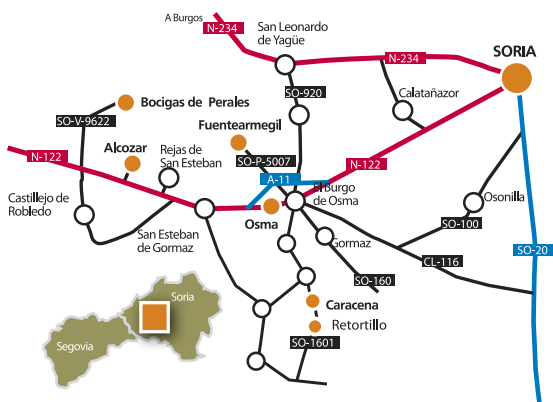 A Burgos
N-234
San Leonardo
de Yagüe
SORIA
N-234
SO-920
Calatañazor
Bocigas de Perales
SO-V-9622
Fuentearmegil
Alcozar
Rejas de
San Esteban
SO-P-5007
N-122
N-122
A-11
El Burgo
de Osma
Castillejo de
Robledo
Osma
Osonilla
SO-100
San Esteban
de Gormaz
Gormaz
SO-20
CL-116
SO-160
Soria
Caracena
Retortillo
SO-1601
Segovia